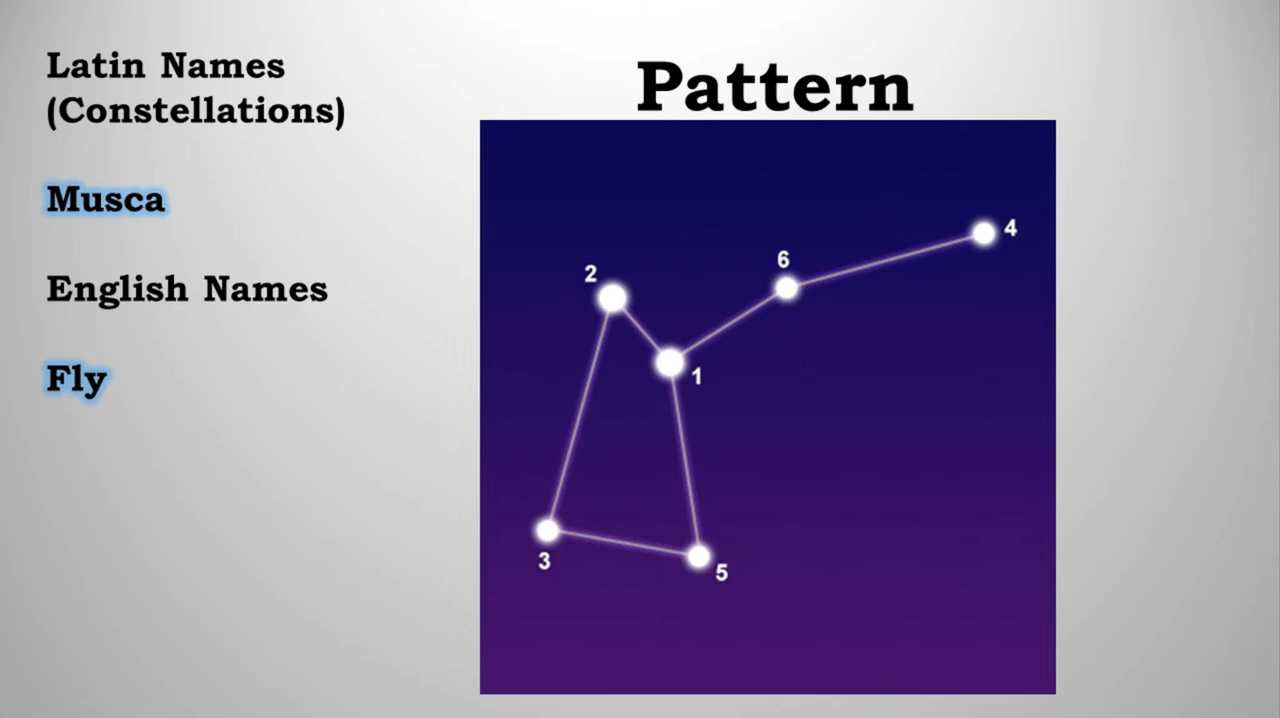 Latin Names
(Constellations)
Musca
English Names
Fly
Pattern
4
6
2
1
3
5